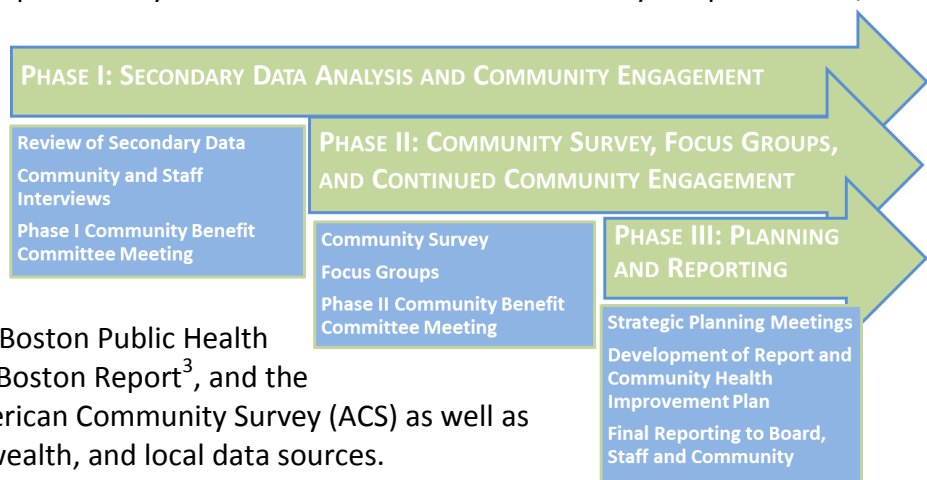 PHASE I: SECONDARY DATA ANALYSIS AND COMMUNITY ENGAGEMENT
Review of Secondary Data
Community and Staff
Interviews
Phase I Community Benefit
Committee Meeting
PHASE II: COMMUNITY SURVEY, FOCUS GROUPS,
AND CONTINUED COMMUNITY ENGAGEMENT
Community Survey
Focus Groups
Phase II Community Benefit
Committee Meeting
PHASE III: PLANNING
AND REPORTING
Strategic Planning Meetings
Development of Report and
Community Health
Improvement Plan
Final Reporting to Board,
Staff and Community
Boston Public Health
Boston Report³, and the
erican Community Survey (ACS) as well as
wealth, and local data sources.